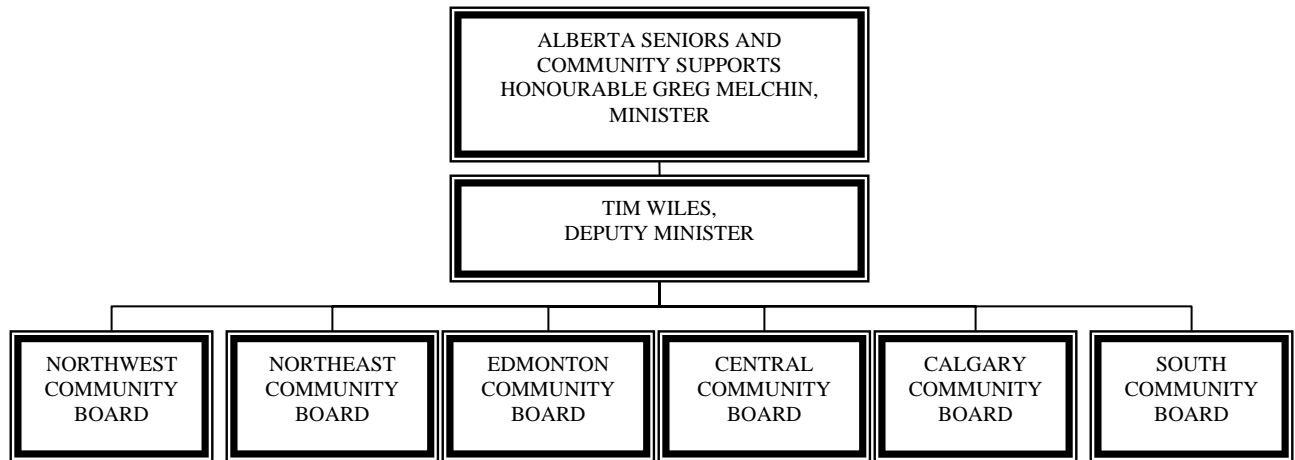 ALBERTA SENIORS AND
COMMUNITY SUPPORTS
HONOURABLE GREG MELCHIN,
MINISTER
TIM WILES,
DEPUTY MINISTER
NORTHWEST
COMMUNITY
BOARD
NORTHEAST
COMMUNITY
BOARD
EDMONTON
COMMUNITY
BOARD
CENTRAL
COMMUNITY
BOARD
CALGARY
COMMUNITY
BOARD
SOUTH
COMMUNITY
BOARD